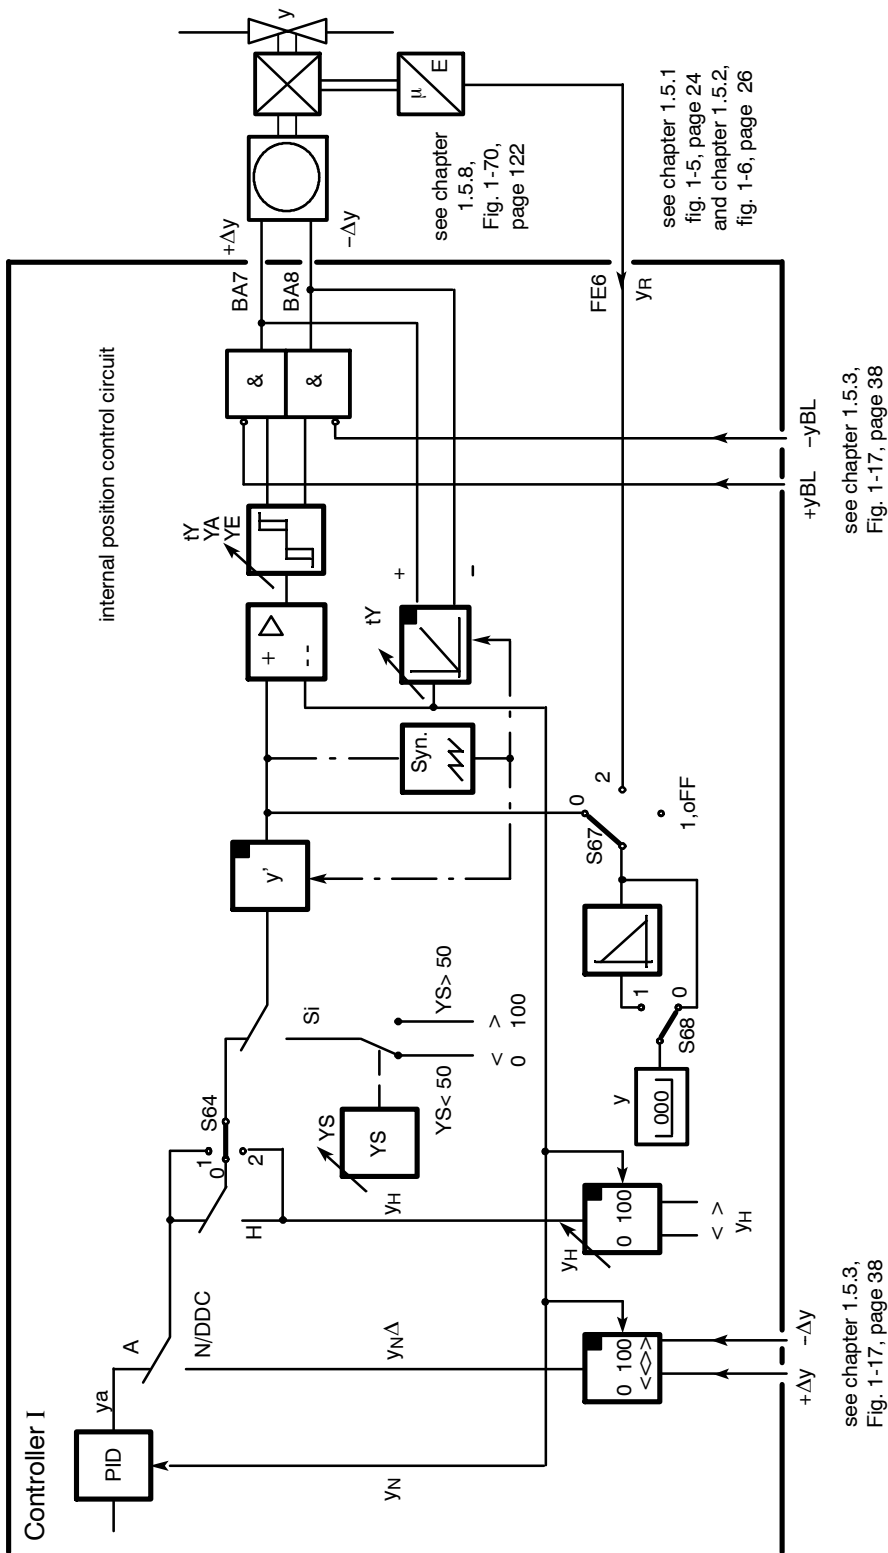 Controller I
PID
ya
A
N/DDC
yN
yNΔ
H
yH
1
0
2
S64
YS
YS
Si
YS< 50
YS> 50
< >
0 100
y'
Syn.
+
--
tY
YA
YE
tY
+
−
&
&
internal position control circuit
BA7
BA8
+Δy
−Δy
y
µ
E
see chapter
1.5.8,
Fig. 1-70,
page 122
FE6
yR
see chapter 1.5.1
fig. 1-5, page 24
and chapter 1.5.2,
fig. 1-6, page 26
S67
0
2
1,oFF
S68
1
0
y
000
yH
0 100
< >
yH
0 100
<<>>
+Δy
−Δy
see chapter 1.5.3,
Fig. 1-17, page 38
+yBL
−yBL
see chapter 1.5.3,
Fig. 1-17, page 38